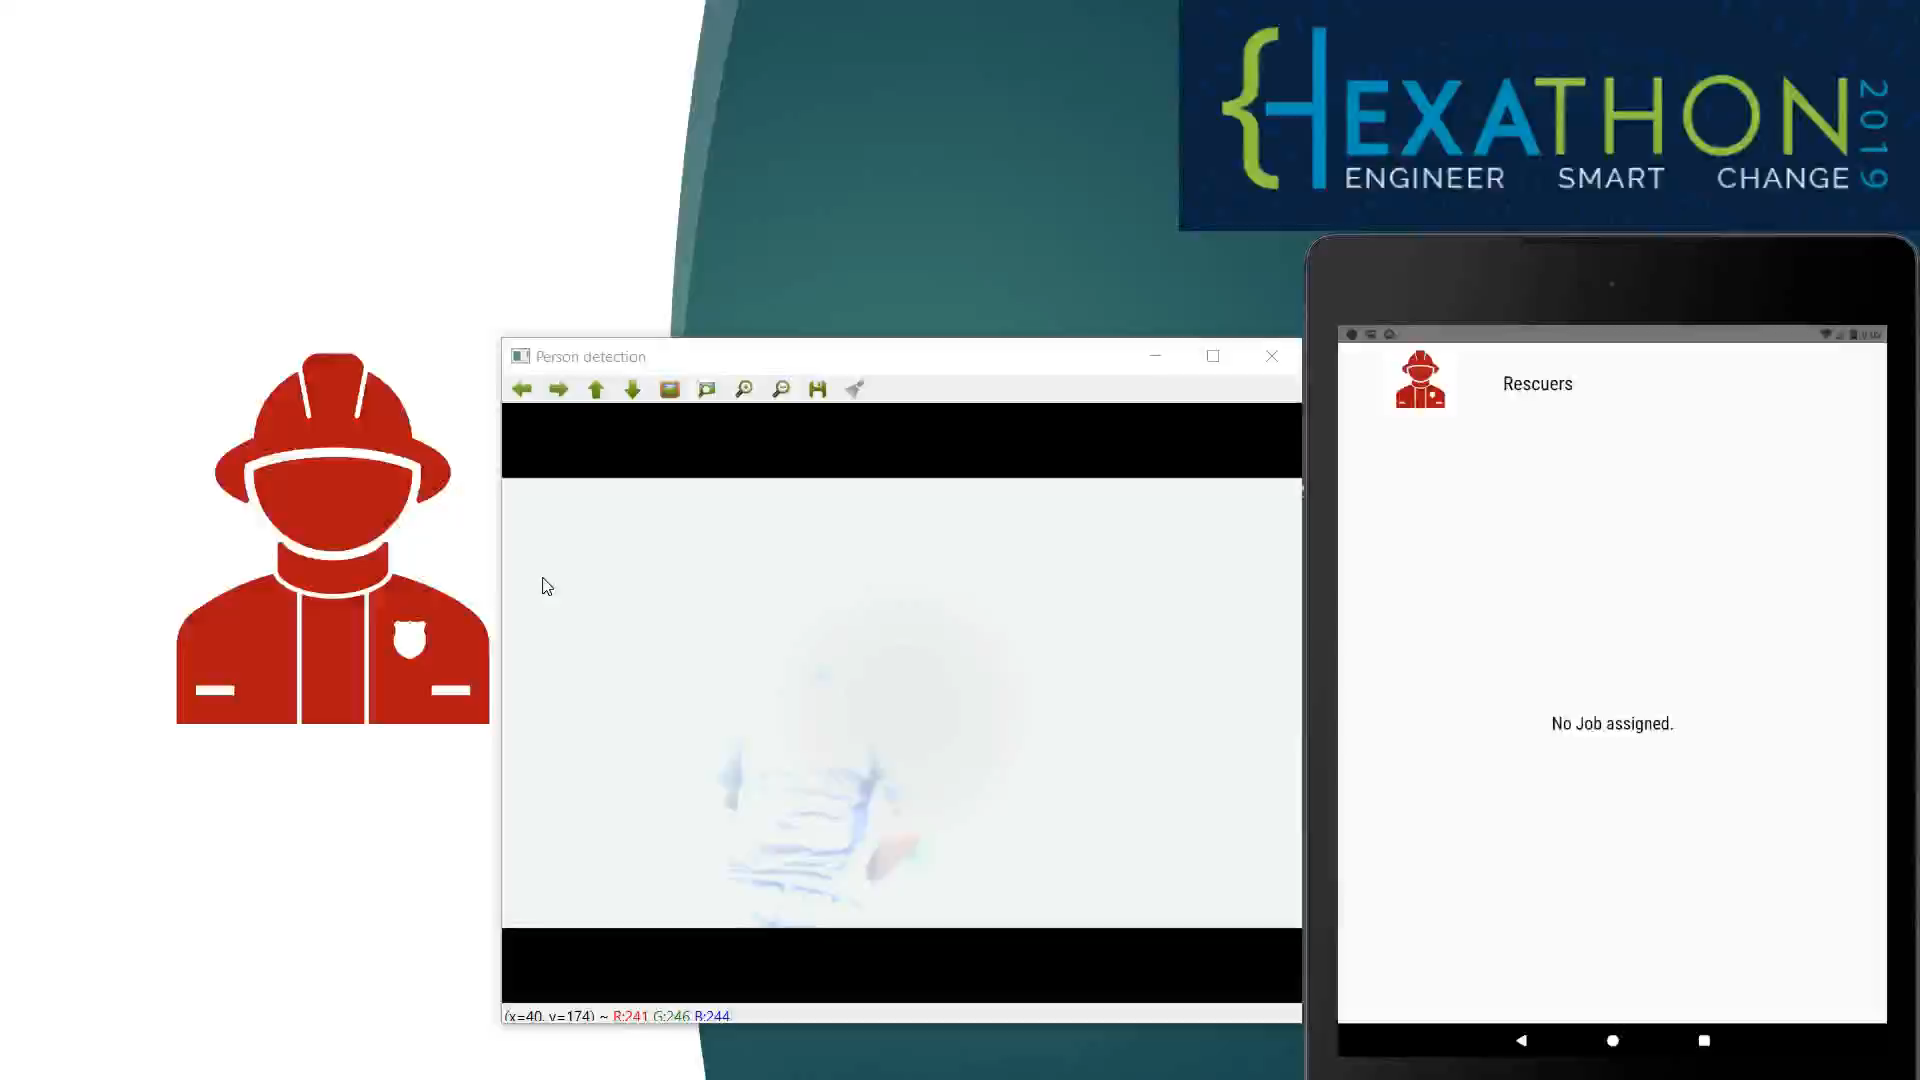 HEXATHON 2019
ENGINEER SMART CHANGE
Person detection
Rescuers
No Job assigned.
(x=40, y=174) ~ R:241 G:246 B:244